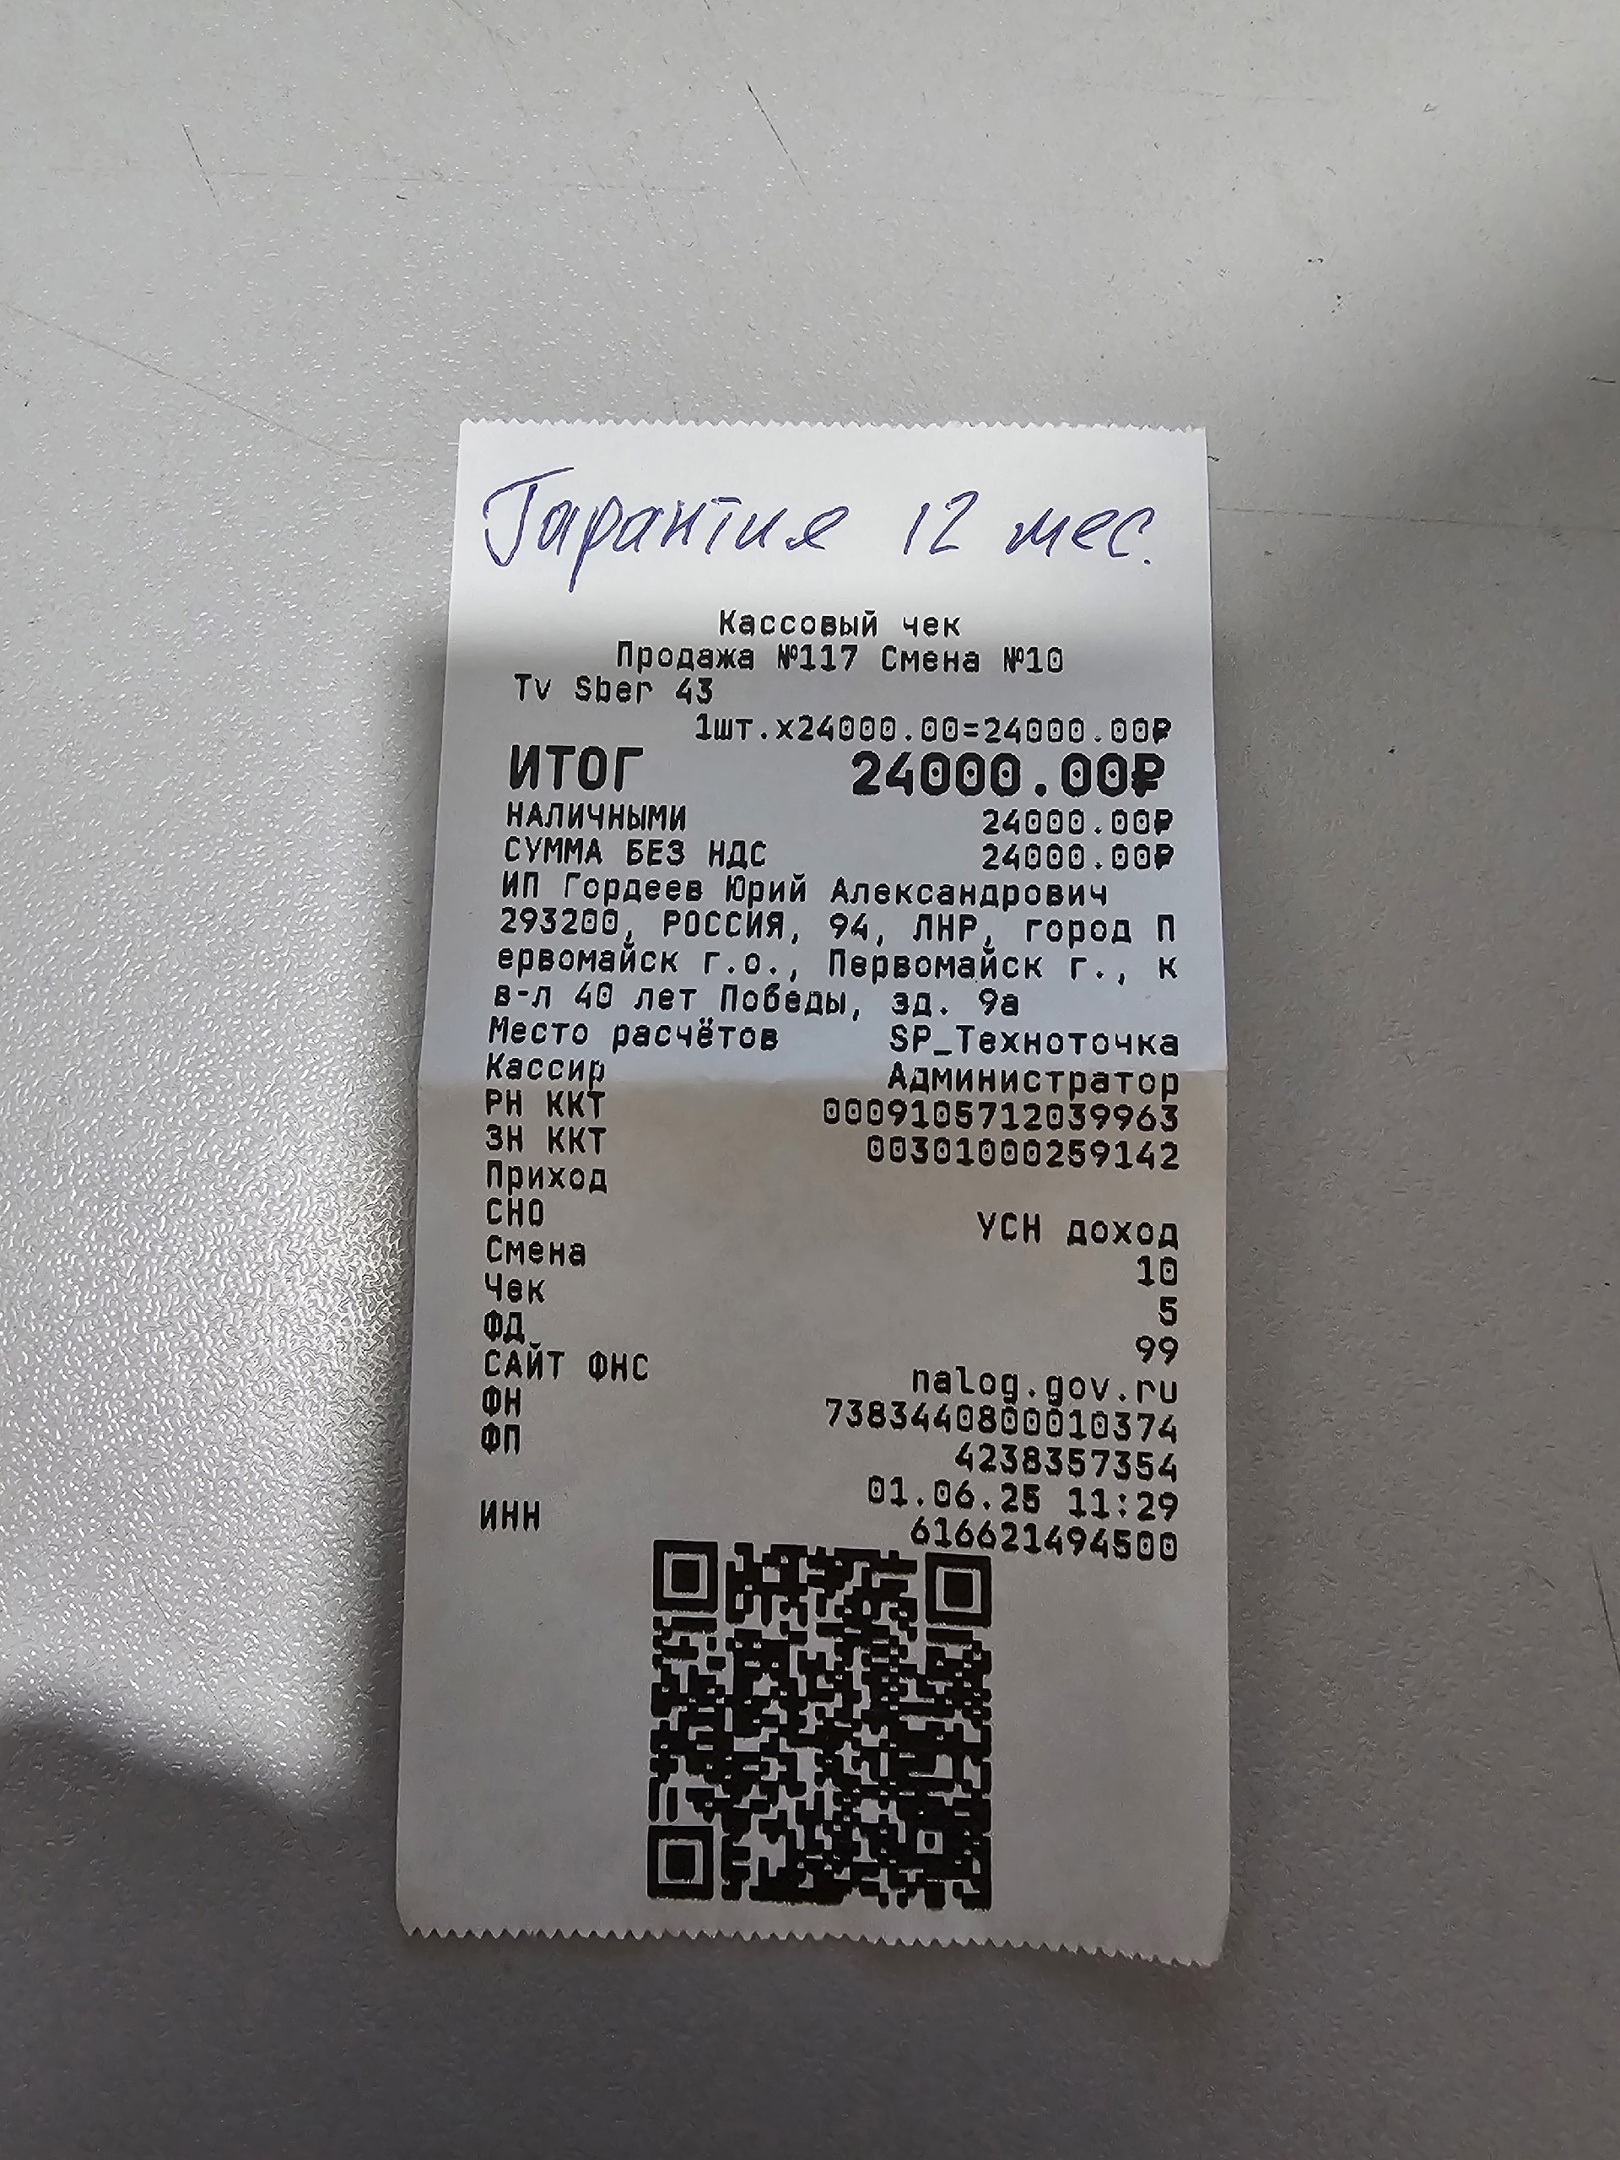 Гарантия 12 мес.
Кассовый чек
Продажа №117 Смена №10
Tv Sber 43
1шт.x24000.00=24000.00₽
ИТОГ 24000.00₽
НАЛИЧНЫМИ 24000.00₽
СУММА БЕЗ НДС 24000.00₽
ИП Гордеев Юрий Александрович
293200, РОССИЯ, 94, ЛНР, город П
ервомайск г.о., Первомайск г., к
в-л 40 лет Победы, зд. 9а
Место расчётов SP_Техноточка
Кассир Администратор
РН ККТ 0009105712039963
ЗН ККТ 00301000259142
Приход
СНО УСН доход
Смена 10
Чек 5
ФД 99
САЙТ ФНС nalog.gov.ru
ФН 7383440800010374
ФП 4238357354
01.06.25 11:29
ИНН 616621494500